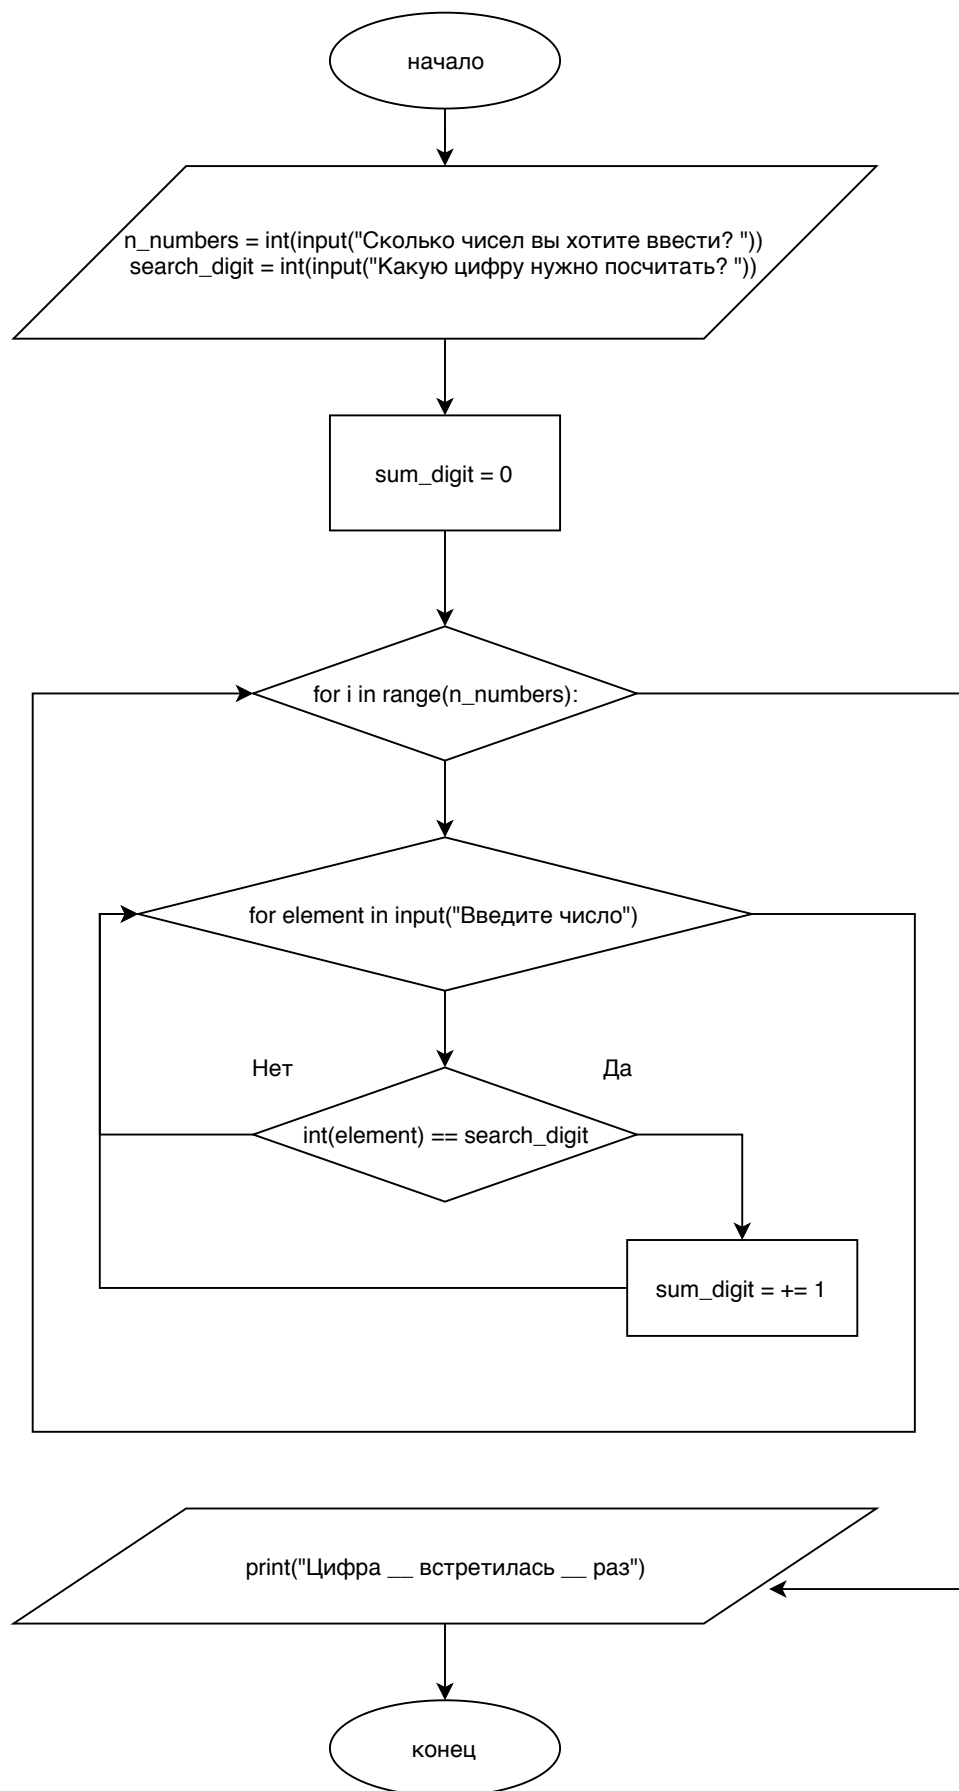 начало
n_numbers = int(input("Сколько чисел вы хотите ввести? "))
search_digit = int(input("Какую цифру нужно посчитать? "))
sum_digit = 0
for i in range(n_numbers):
for element in input("Введите число")
Нет
Да
int(element) == search_digit
sum_digit = += 1
print("Цифра __ встретилась __ раз")
конец